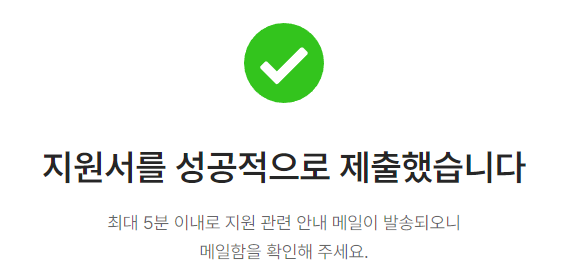 지원서를 성공적으로 제출했습니다
최대 5분 이내로 지원 관련 안내 메일이 발송되오니
메일함을 확인해 주세요.